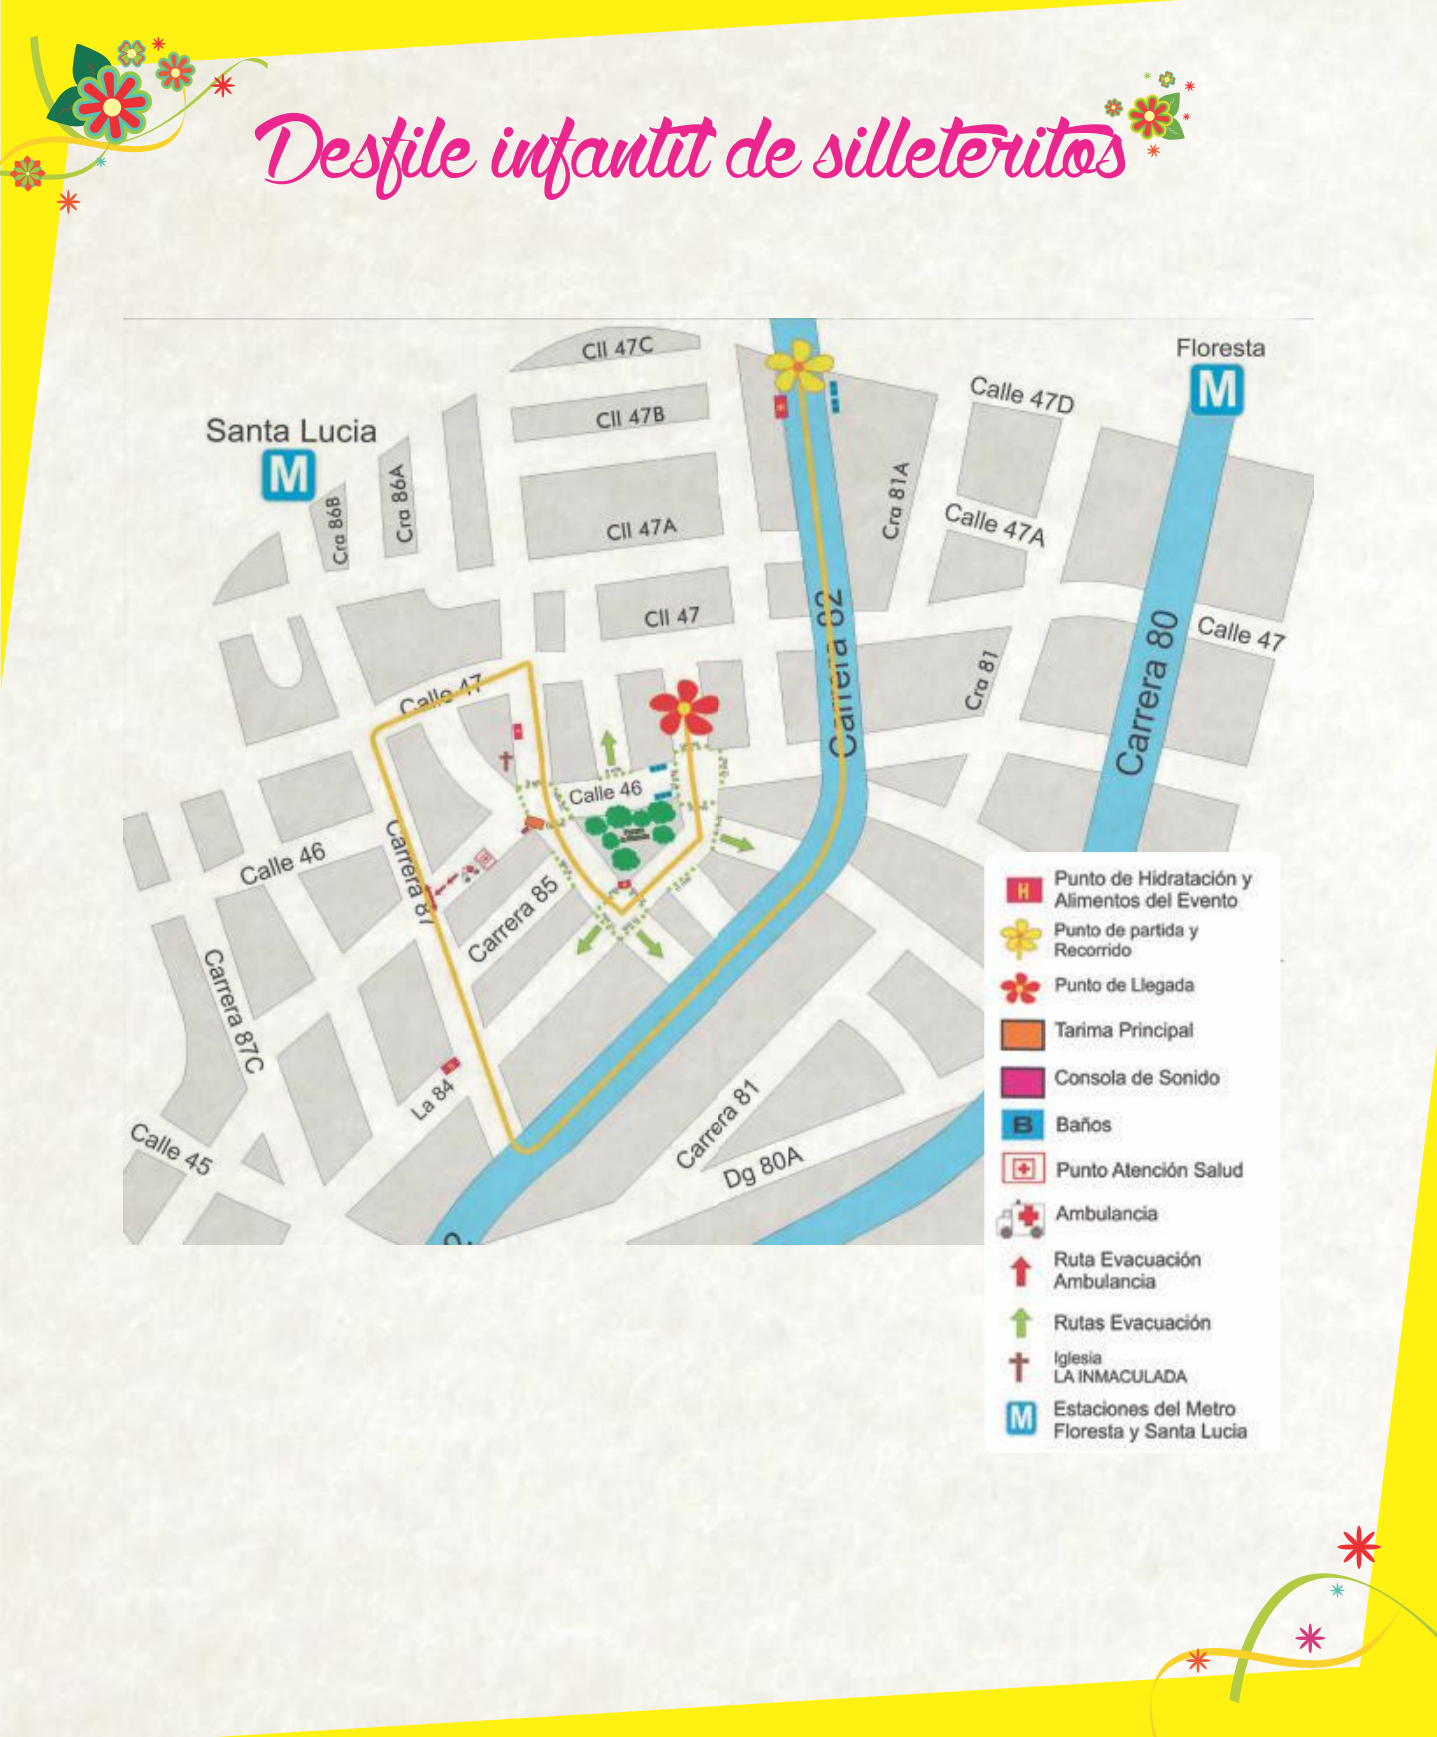 Desfile infantil de silleteritos
Cll 47C
Floresta
M
Calle 47D
Cll 47B
Santa Lucia
M
Cra 86A
Cra 86B
Cra 81A
Cll 47A
Calle 47A
Cll 47
Carrera 82
Carrera 80
Calle 47
Cra 81
Calle 47
Calle 46
Calle 46
Carrera 87
Carrera 85
Carrera 87C
La 84
Calle 45
Carrera 81
Dg 80A
H
Punto de Hidratación y
Alimentos del Evento
Punto de partida y
Recorrido
Punto de Llegada
Tarima Principal
Consola de Sonido
B
Baños
Punto Atención Salud
Ambulancia
Ruta Evacuación
Ambulancia
Rutas Evacuación
Iglesia
LA INMACULADA
M
Estaciones del Metro
Floresta y Santa Lucia